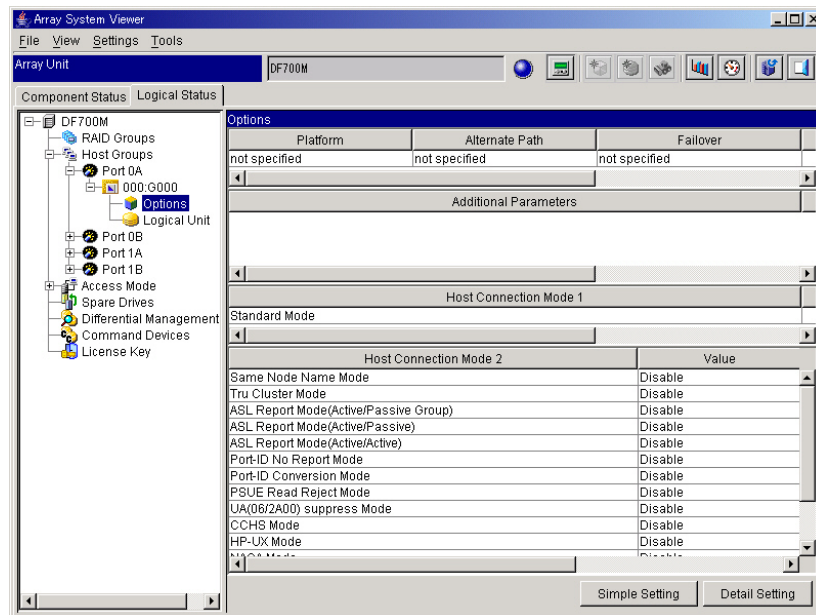 Array System Viewer
File View Settings Tools
Array Unit DF700M
Component Status Logical Status
DF700M
RAID Groups
Host Groups
Port 0A
000:G000
Options
Logical Unit
Port 0B
Port 1A
Port 1B
Access Mode
Spare Drives
Differential Management
Command Devices
License Key
Options
Platform Alternate Path Failover
not specified not specified not specified
Additional Parameters
Host Connection Mode 1
Standard Mode
Host Connection Mode 2 Value
Same Node Name Mode Disable
Tru Cluster Mode Disable
ASL Report Mode(Active/Passive Group) Disable
ASL Report Mode(Active/Passive) Disable
ASL Report Mode(Active/Active) Disable
Port-ID No Report Mode Disable
Port-ID Conversion Mode Disable
PSUE Read Reject Mode Disable
UA(06/2A00) suppress Mode Disable
CCHS Mode Disable
HP-UX Mode Disable
NACA Mode Disable
Simple Setting Detail Setting